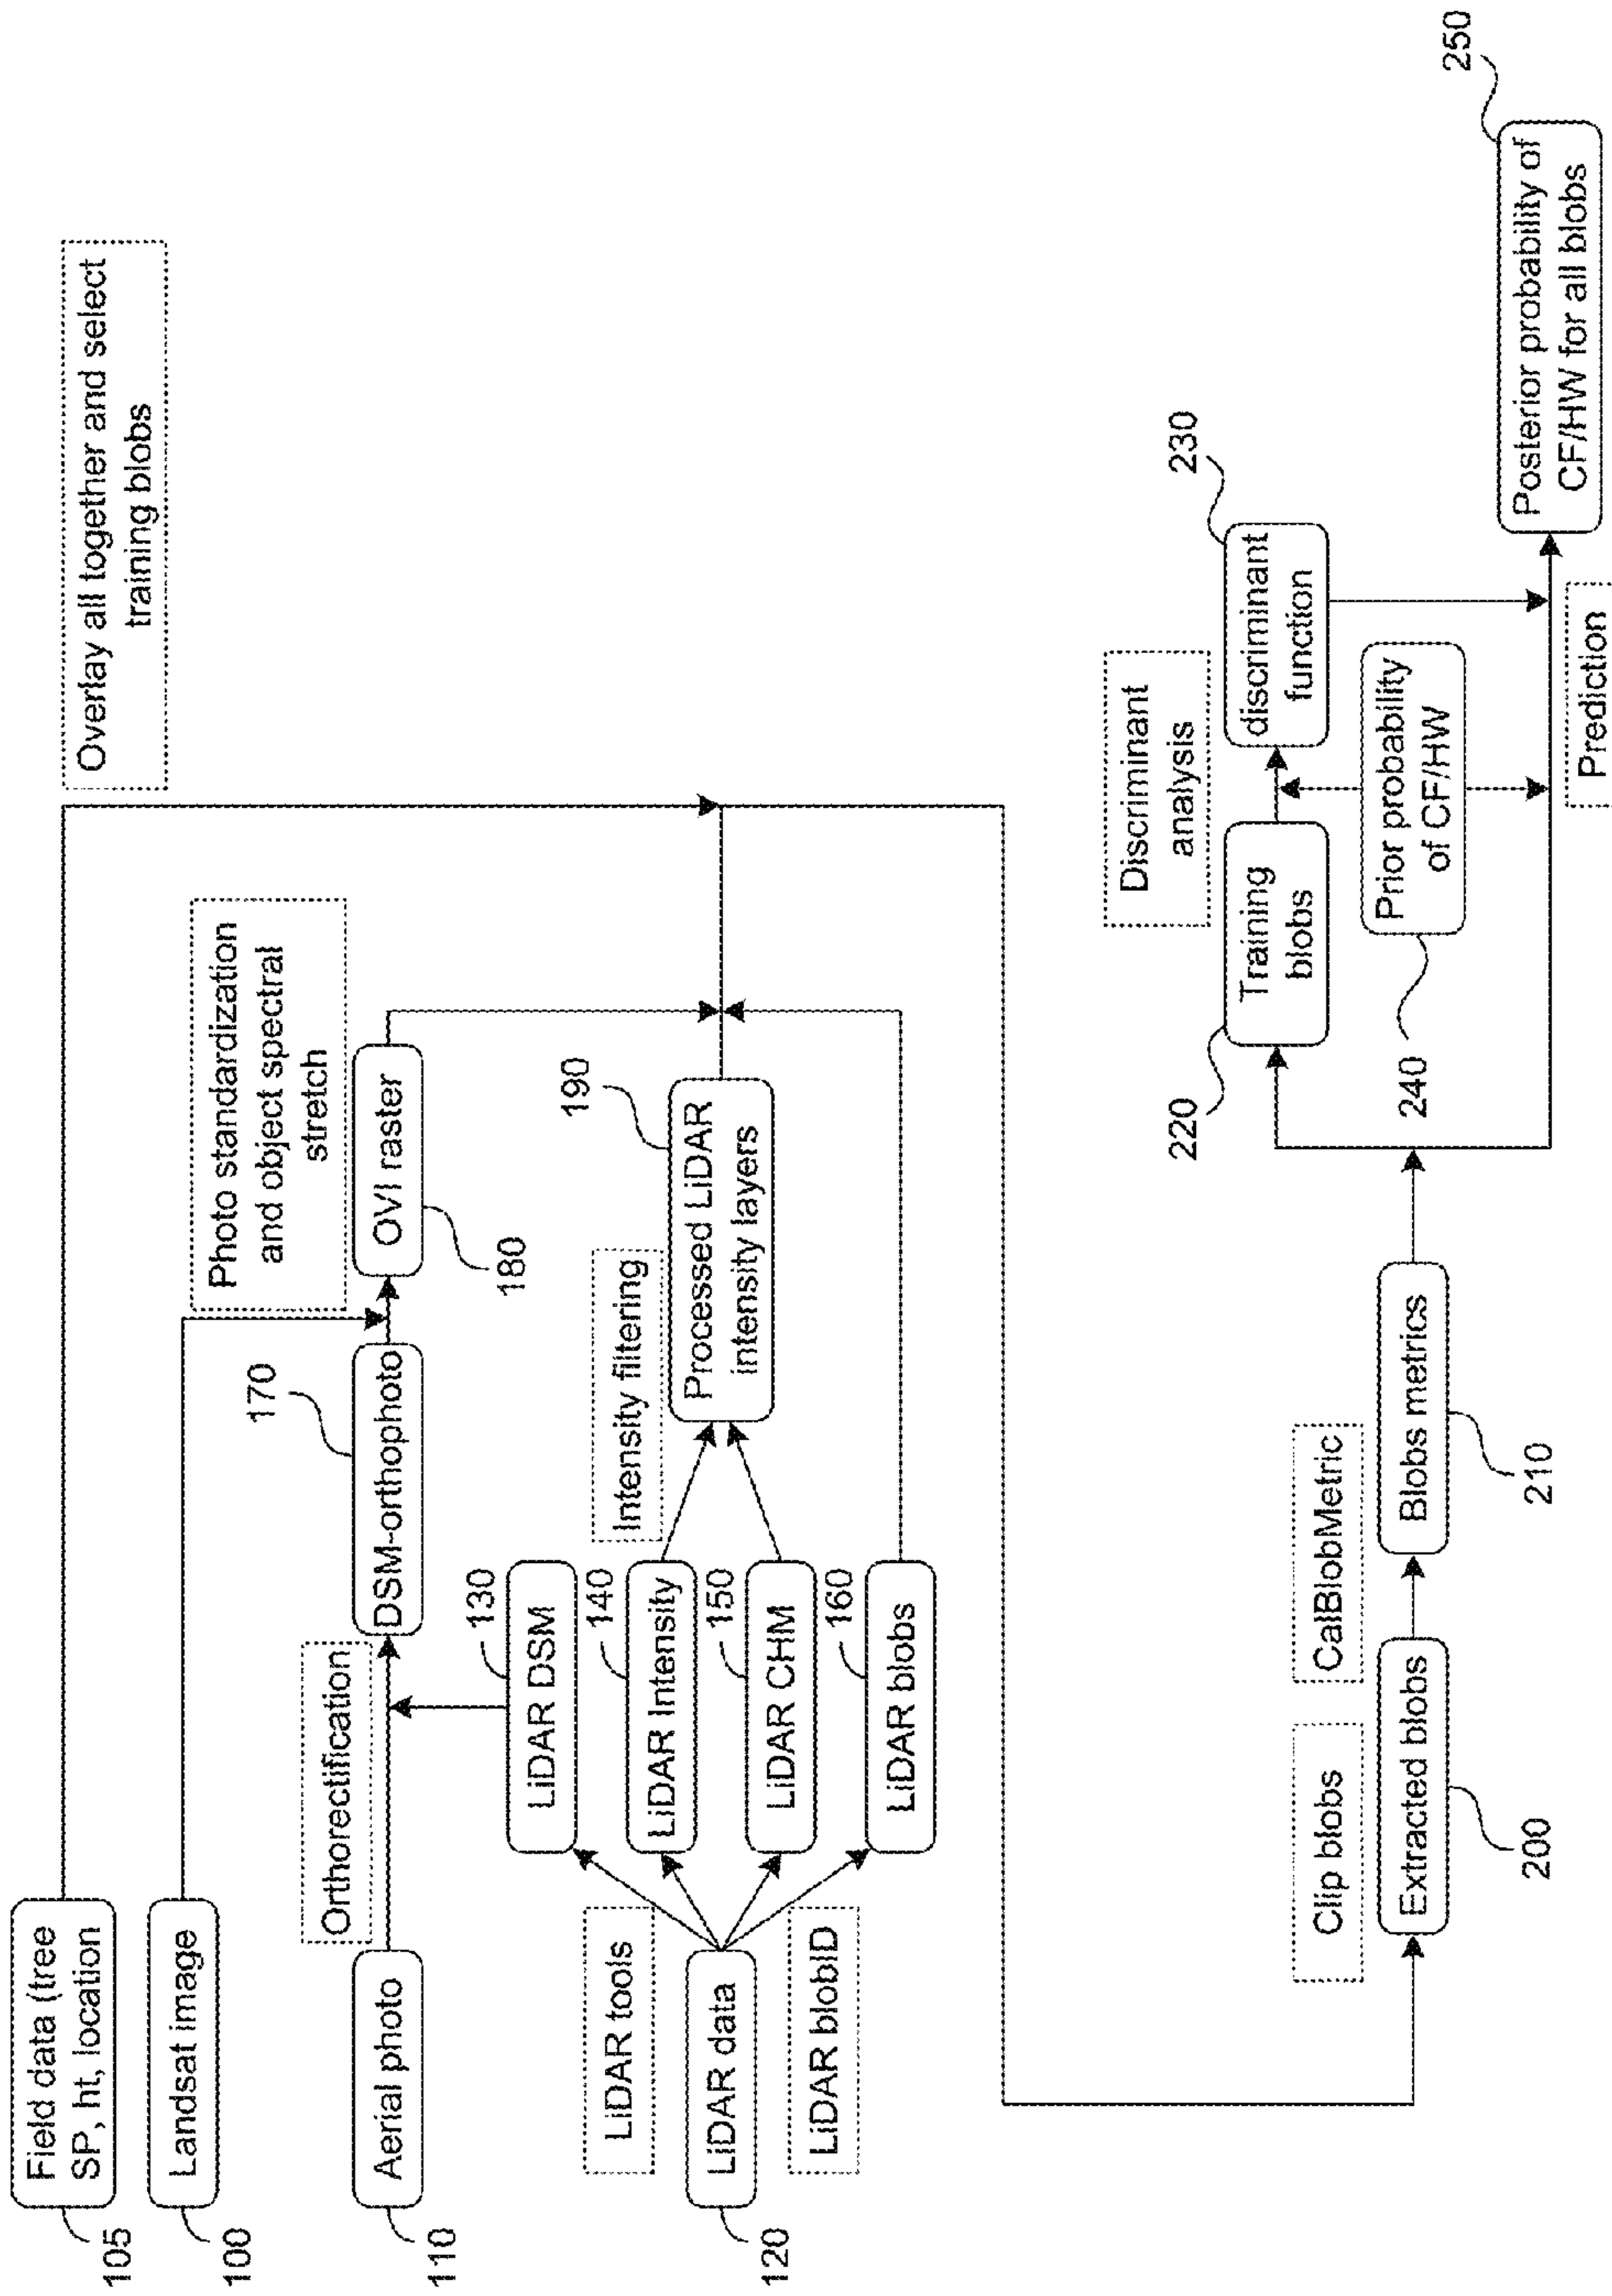 Field data (tree
SP, ht, location
105
Landsat image
100
Overlay all together and select
training blobs
Photo standardization
and object spectral
stretch
Aerial photo
110
Orthorectification
DSM-orthophoto
170
OVI raster
180
LiDAR tools
LiDAR data
120
LiDAR blobID
LiDAR DSM
130
LiDAR Intensity
140
LiDAR CHM
150
LiDAR blobs
160
Intensity filtering
Processed LiDAR
intensity layers
190
Clip blobs
Extracted blobs
200
CalBlobMetric
Blobs metrics
210
Discriminant
analysis
Training
blobs
220
discriminant
function
230
Prior probability
of CF/HW
240
Prediction
Posterior probability of
CF/HW for all blobs
250